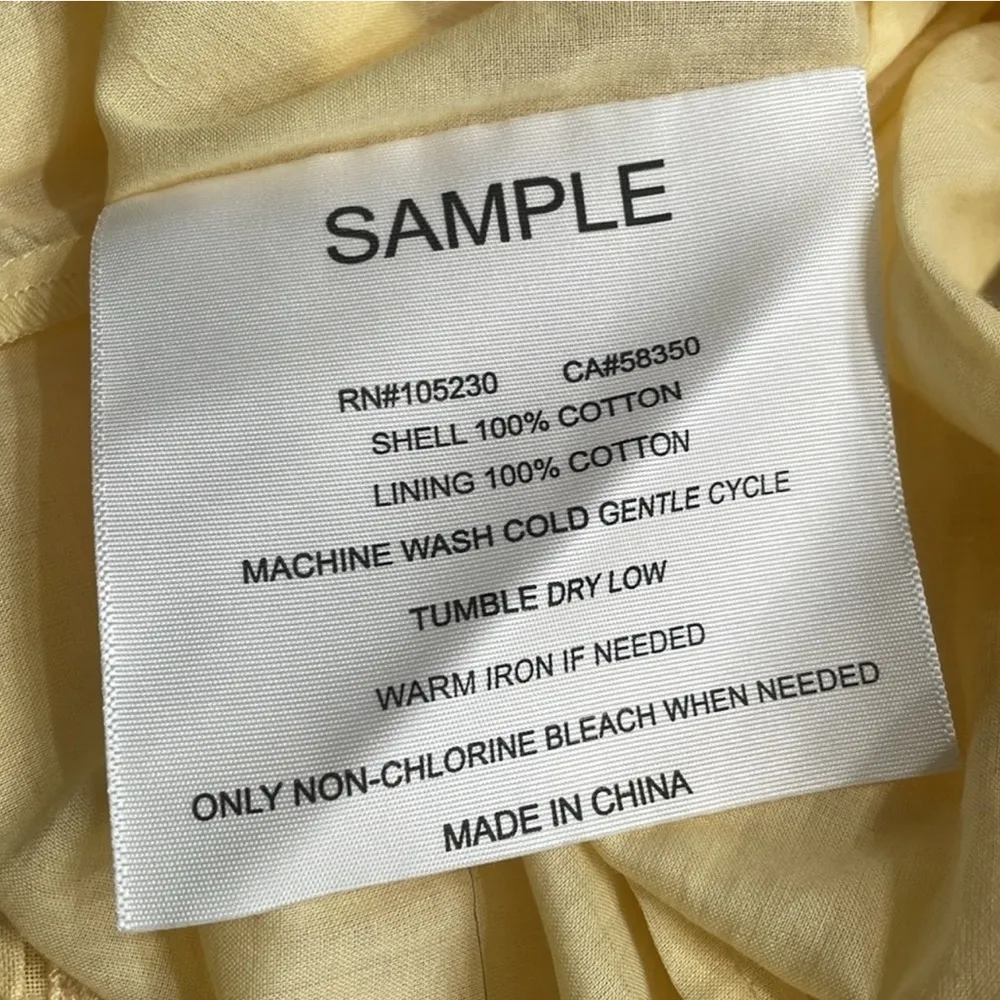 SAMPLE
RN#105230 CA#58350
SHELL 100% COTTON
LINING 100% COTTON
MACHINE WASH COLD GENTLE CYCLE
TUMBLE DRY LOW
WARM IRON IF NEEDED
ONLY NON-CHLORINE BLEACH WHEN NEEDED
MADE IN CHINA